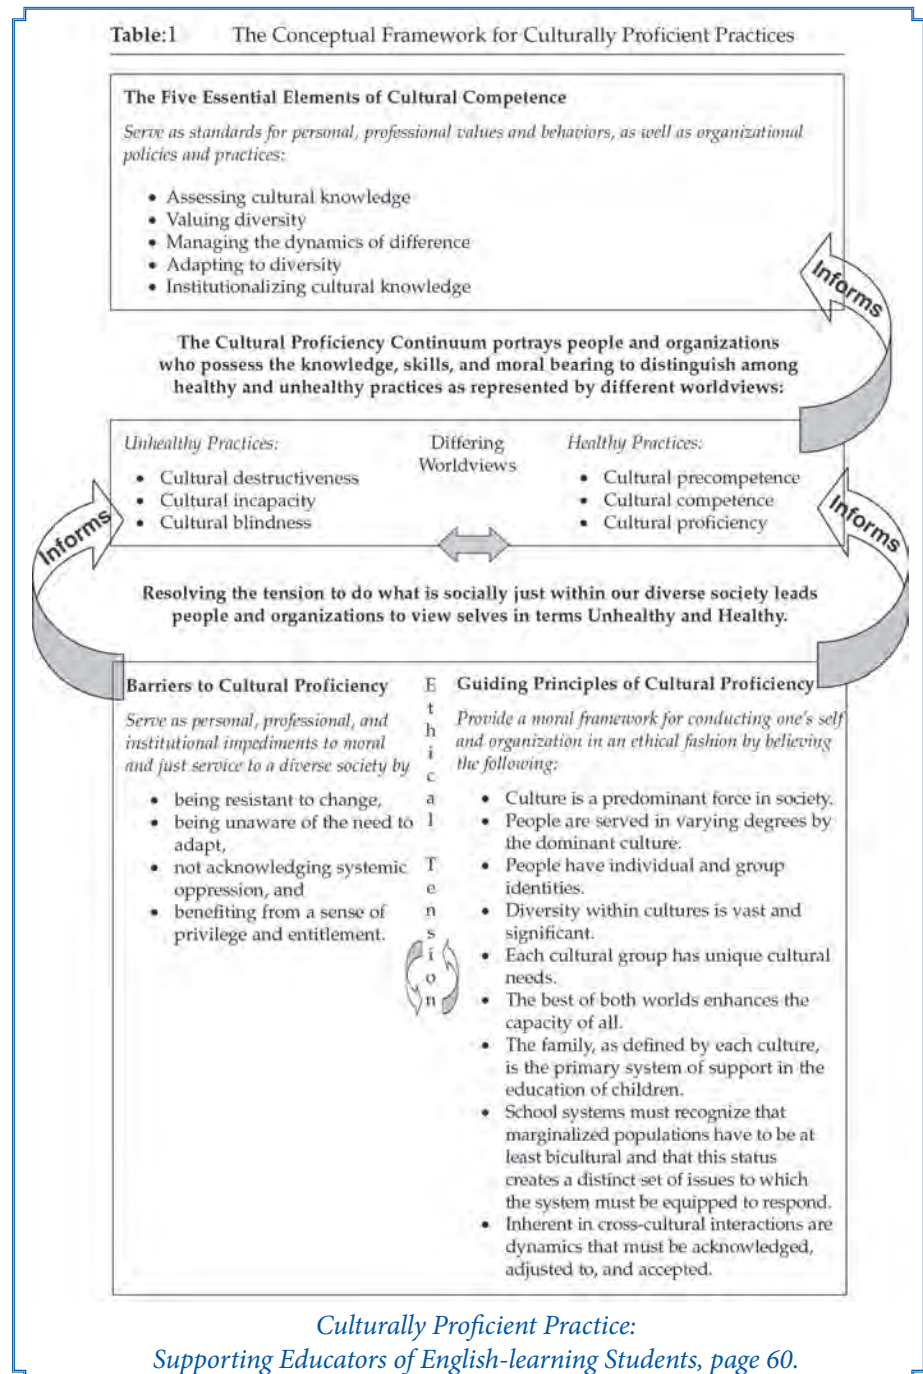 Table:1 The Conceptual Framework for Culturally Proficient Practices
The Five Essential Elements of Cultural Competence
Serve as standards for personal, professional values and behaviors, as well as organizational
policies and practices:
• Assessing cultural knowledge
• Valuing diversity
• Managing the dynamics of difference
• Adapting to diversity
• Institutionalizing cultural knowledge
Informs
The Cultural Proficiency Continuum portrays people and organizations
who possess the knowledge, skills, and moral bearing to distinguish among
healthy and unhealthy practices as represented by different worldviews:
Unhealthy Practices:
• Cultural destructiveness
• Cultural incapacity
• Cultural blindness
Differing
Worldviews
Healthy Practices:
• Cultural precompetence
• Cultural competence
• Cultural proficiency
Informs
Informs
Resolving the tension to do what is socially just within our diverse society leads
people and organizations to view selves in terms Unhealthy and Healthy.
Barriers to Cultural Proficiency
Serve as personal, professional, and
institutional impediments to moral
and just service to a diverse society by
• being resistant to change,
• being unaware of the need to
adapt,
• not acknowledging systemic
oppression, and
• benefiting from a sense of
privilege and entitlement.
Ethical Tension
Guiding Principles of Cultural Proficiency
Provide a moral framework for conducting one's self
and organization in an ethical fashion by believing
the following:
• Culture is a predominant force in society.
• People are served in varying degrees by
the dominant culture.
• People have individual and group
identities.
• Diversity within cultures is vast and
significant.
• Each cultural group has unique cultural
needs.
• The best of both worlds enhances the
capacity of all.
• The family, as defined by each culture,
is the primary system of support in the
education of children.
• School systems must recognize that
marginalized populations have to be at
least bicultural and that this status
creates a distinct set of issues to which
the system must be equipped to respond.
• Inherent in cross-cultural interactions are
dynamics that must be acknowledged,
adjusted to, and accepted.
Culturally Proficient Practice:
Supporting Educators of English-learning Students, page 60.